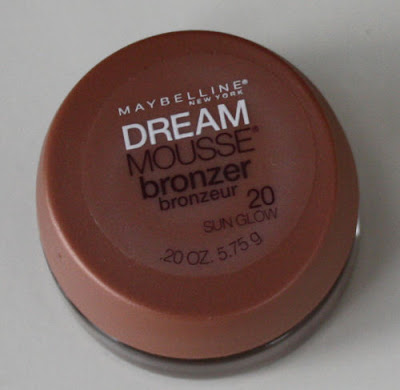 MAYBELLINE®
NEW YORK
DREAM
MOUSSE®
bronzer
bronzeur
20
SUN GLOW
.20 OZ. 5.75 g